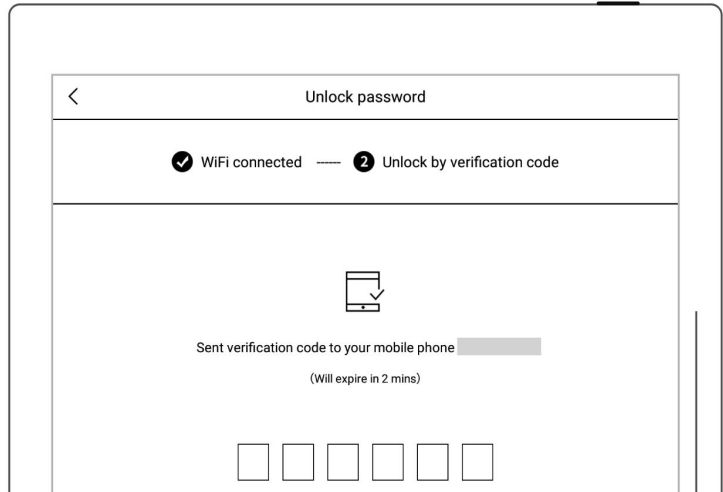 Unlock password
WiFi connected ------ 2 Unlock by verification code
Sent verification code to your mobile phone
(Will expire in 2 mins)